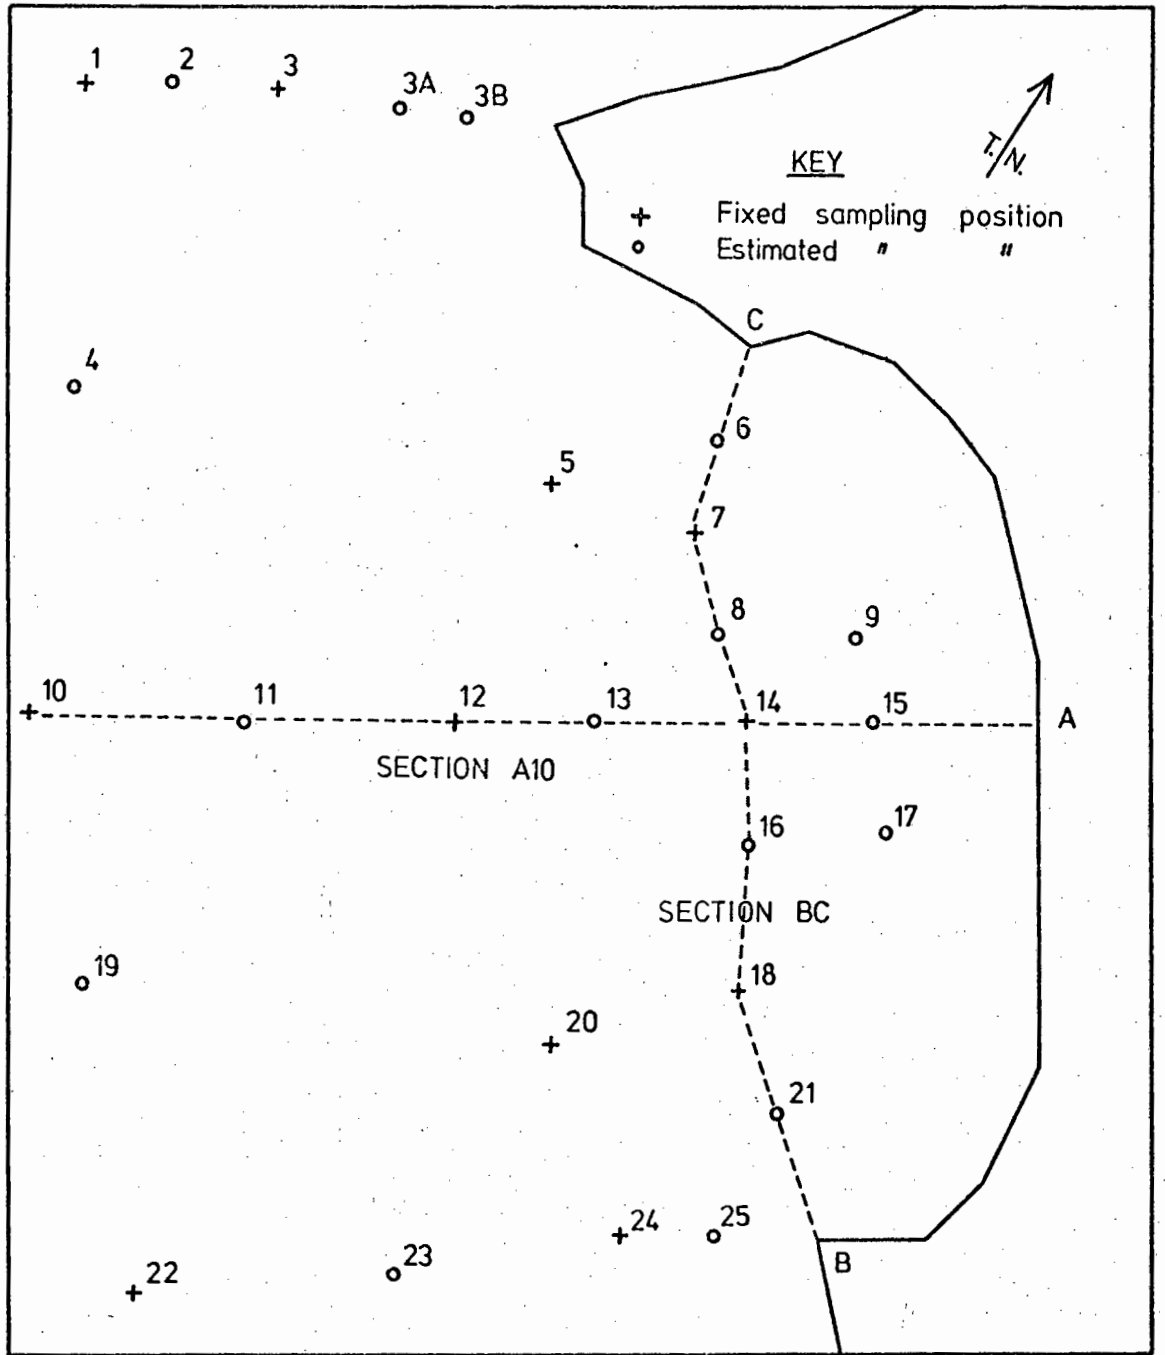 1 2 3 3A 3B
T.N.
KEY
+ Fixed sampling position
o Estimated " "
C
4
6
5
7
8
9
10 11 12 13 14 15 A
SECTION A10
16 17
SECTION BC
19 18
20
21
24 25
22 23 B